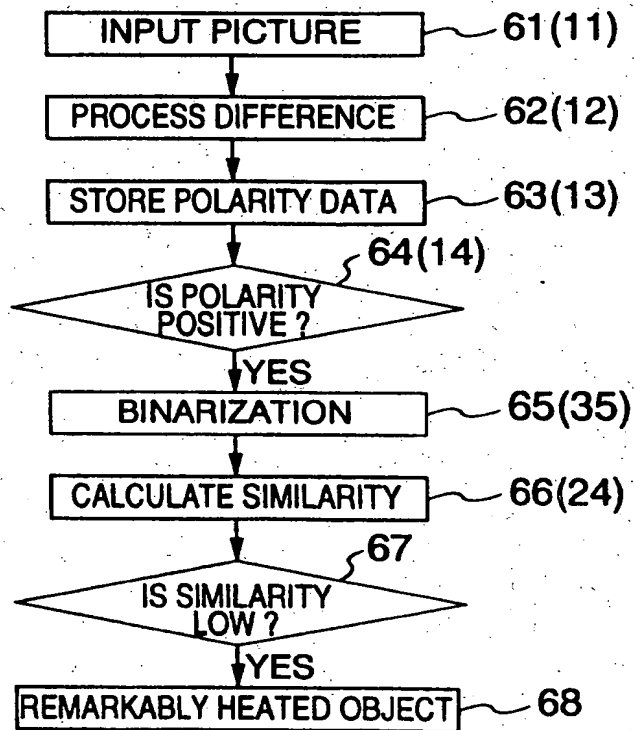 INPUT PICTURE 61(11)
PROCESS DIFFERENCE 62(12)
STORE POLARITY DATA 63(13)
64(14)
IS POLARITY
POSITIVE ?
YES
BINARIZATION 65(35)
CALCULATE SIMILARITY 66(24)
67
IS SIMILARITY
LOW ?
YES
REMARKABLY HEATED OBJECT 68